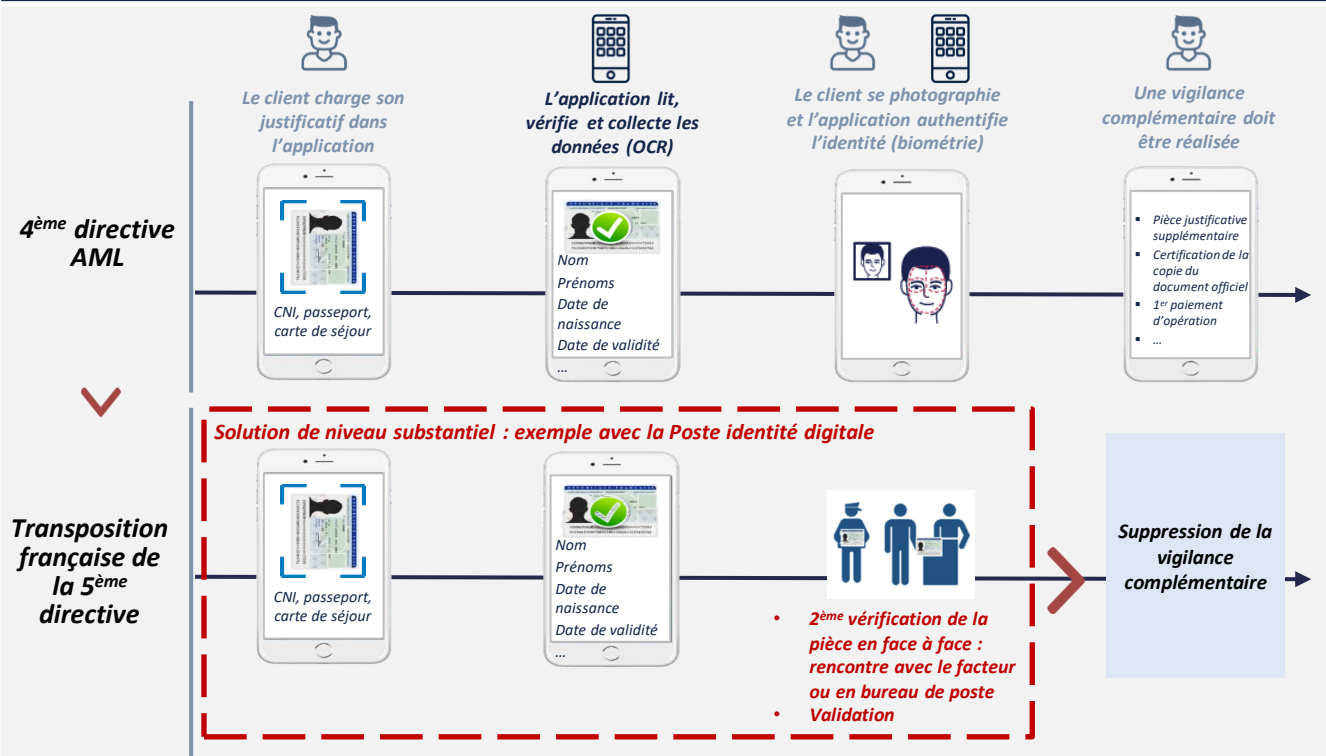 Le client charge son
justificatif dans
l'application
L'application lit,
vérifie et collecte les
données (OCR)
Le client se photographie
et l'application authentifie
l'identité (biométrie)
Une vigilance
complémentaire doit
être réalisée
4ème directive
AML
CNI, passeport,
carte de séjour
Nom
Prénoms
Date de
naissance
Date de validité
...
▪ Pièce justificative
supplémentaire
▪ Certification de la
copie du
document officiel
▪ 1er paiement
d'opération
▪ ...
Solution de niveau substantiel : exemple avec la Poste identité digitale
Transposition
française de
la 5ème
directive
CNI, passeport,
carte de séjour
Nom
Prénoms
Date de
naissance
Date de validité
...
• 2ème vérification de la
pièce en face à face :
rencontre avec le facteur
ou en bureau de poste
• Validation
Suppression de la
vigilance
complémentaire